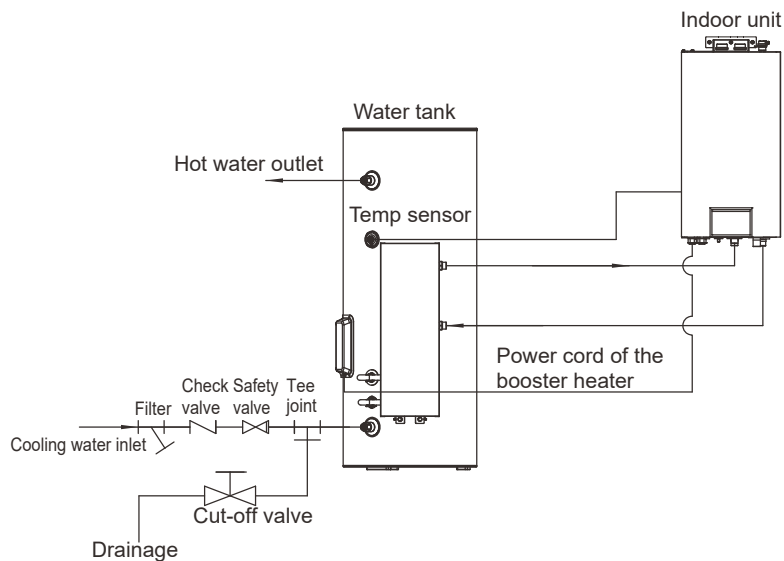 Indoor unit
Water tank
Hot water outlet
Temp sensor
Power cord of the
booster heater
Check Safety Tee
Filter valve valve joint
Cooling water inlet
Cut-off valve
Drainage